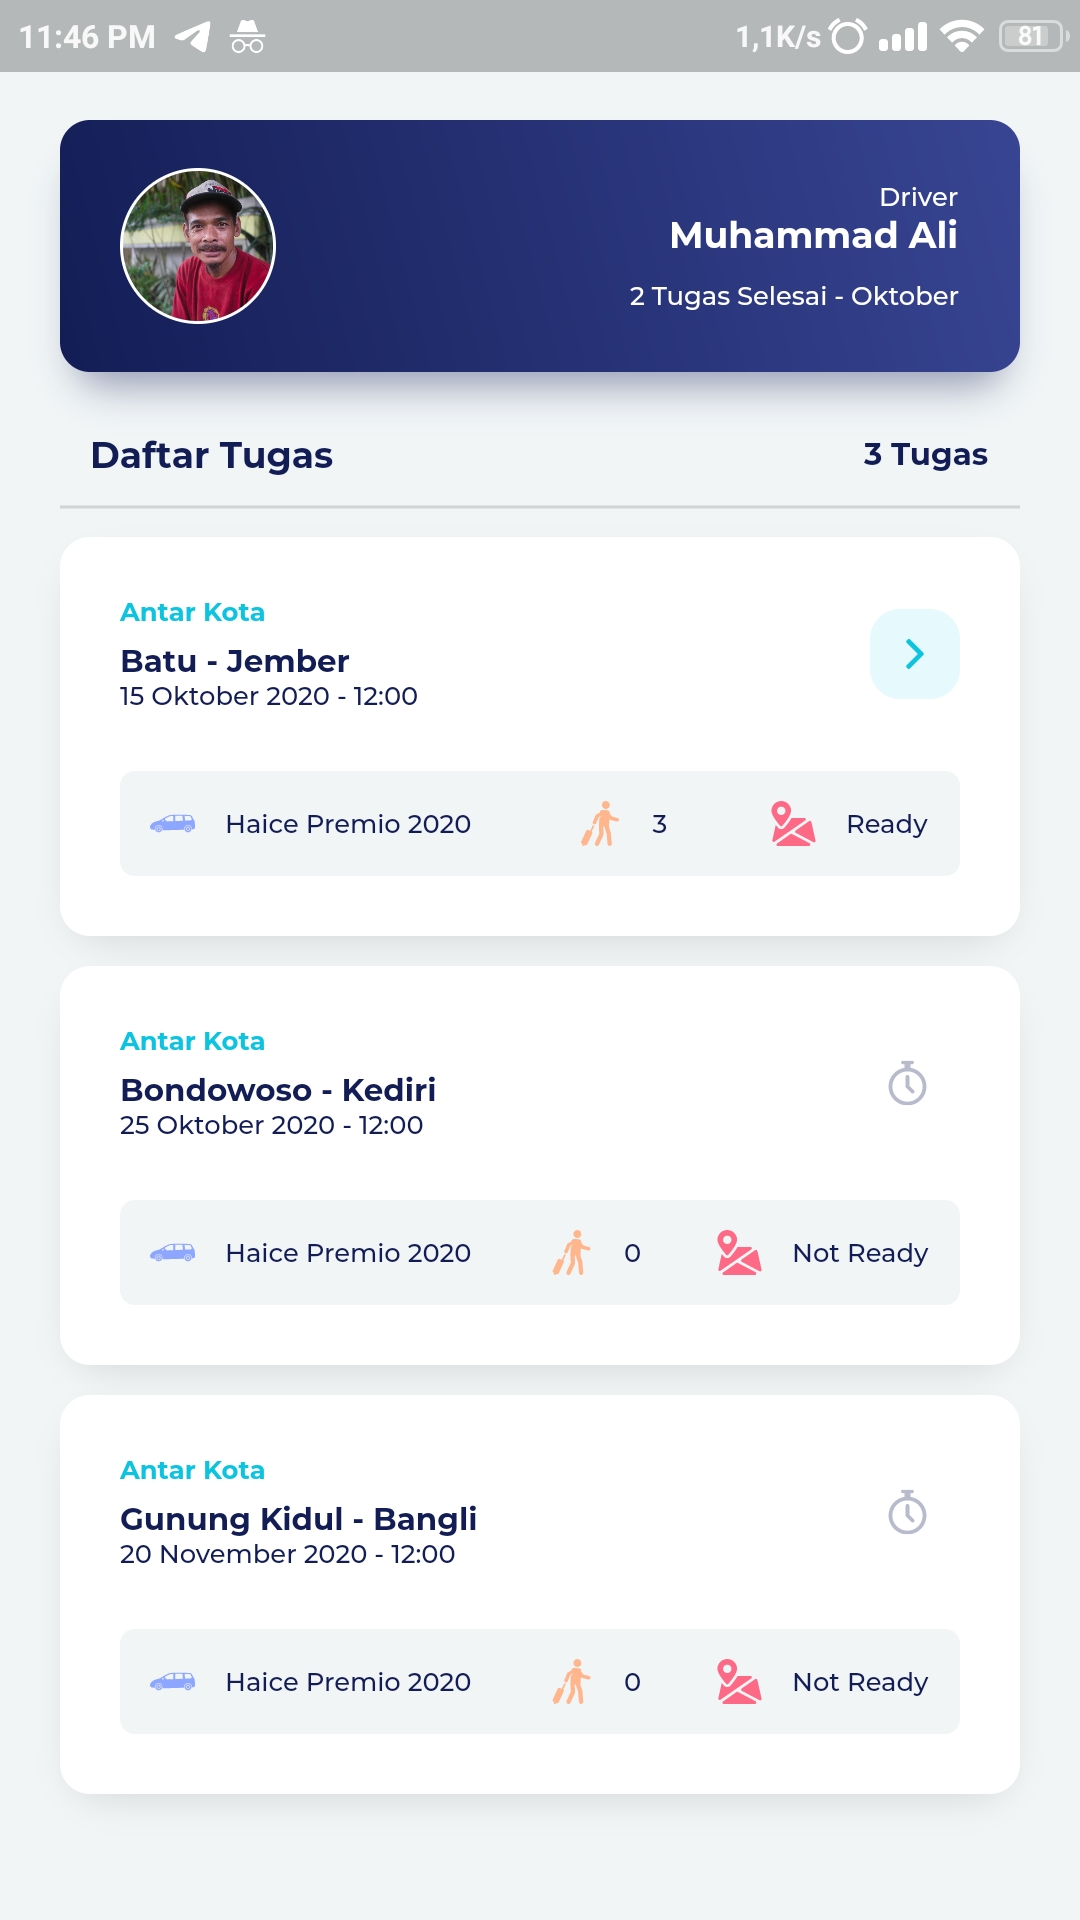 11:46 PM 1,1K/s 81
Driver
Muhammad Ali
2 Tugas Selesai - Oktober
Daftar Tugas 3 Tugas
Antar Kota
Batu - Jember
15 Oktober 2020 - 12:00
Haice Premio 2020 3 Ready
Antar Kota
Bondowoso - Kediri
25 Oktober 2020 - 12:00
Haice Premio 2020 0 Not Ready
Antar Kota
Gunung Kidul - Bangli
20 November 2020 - 12:00
Haice Premio 2020 0 Not Ready